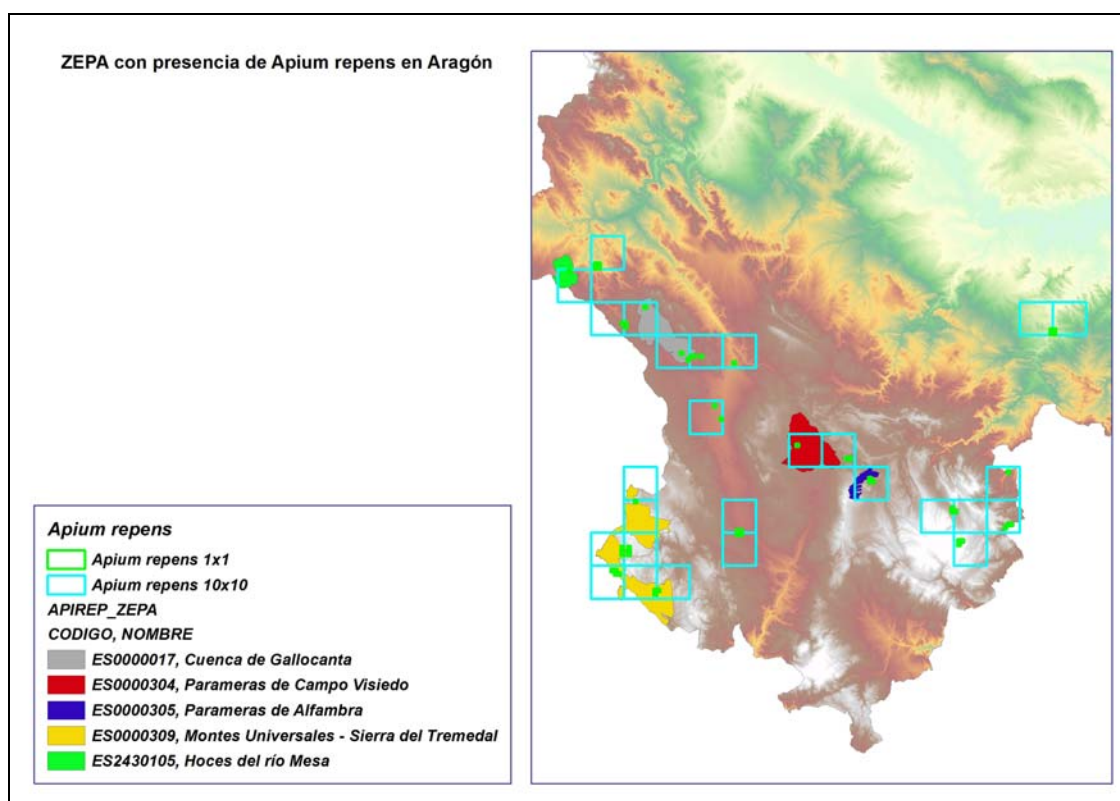 ZEPA con presencia de Apium repens en Aragón
Apium repens
Apium repens 1x1
Apium repens 10x10
APIREP_ZEPA
CODIGO, NOMBRE
ES0000017, Cuenca de Gallocanta
ES0000304, Parameras de Campo Visiedo
ES0000305, Parameras de Alfambra
ES0000309, Montes Universales - Sierra del Tremedal
ES2430105, Hoces del río Mesa